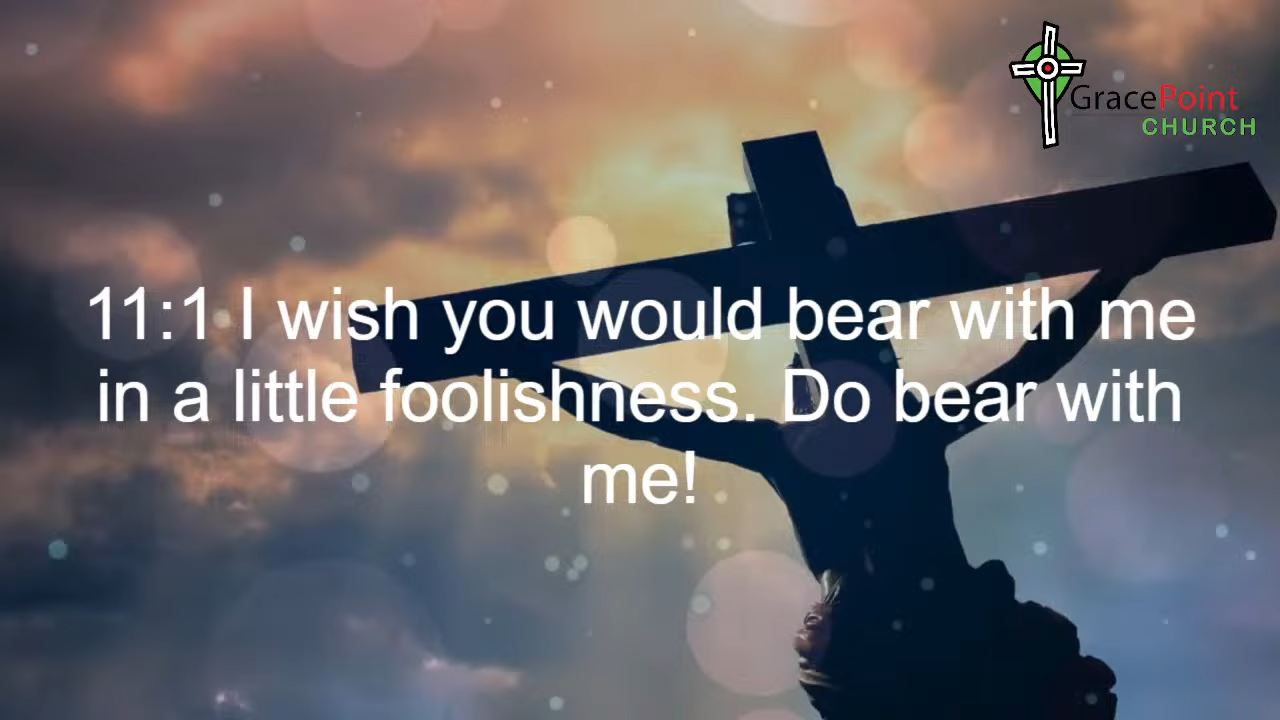 GracePoint
CHURCH
11:1 I wish you would bear with me
in a little foolishness. Do bear with
me!